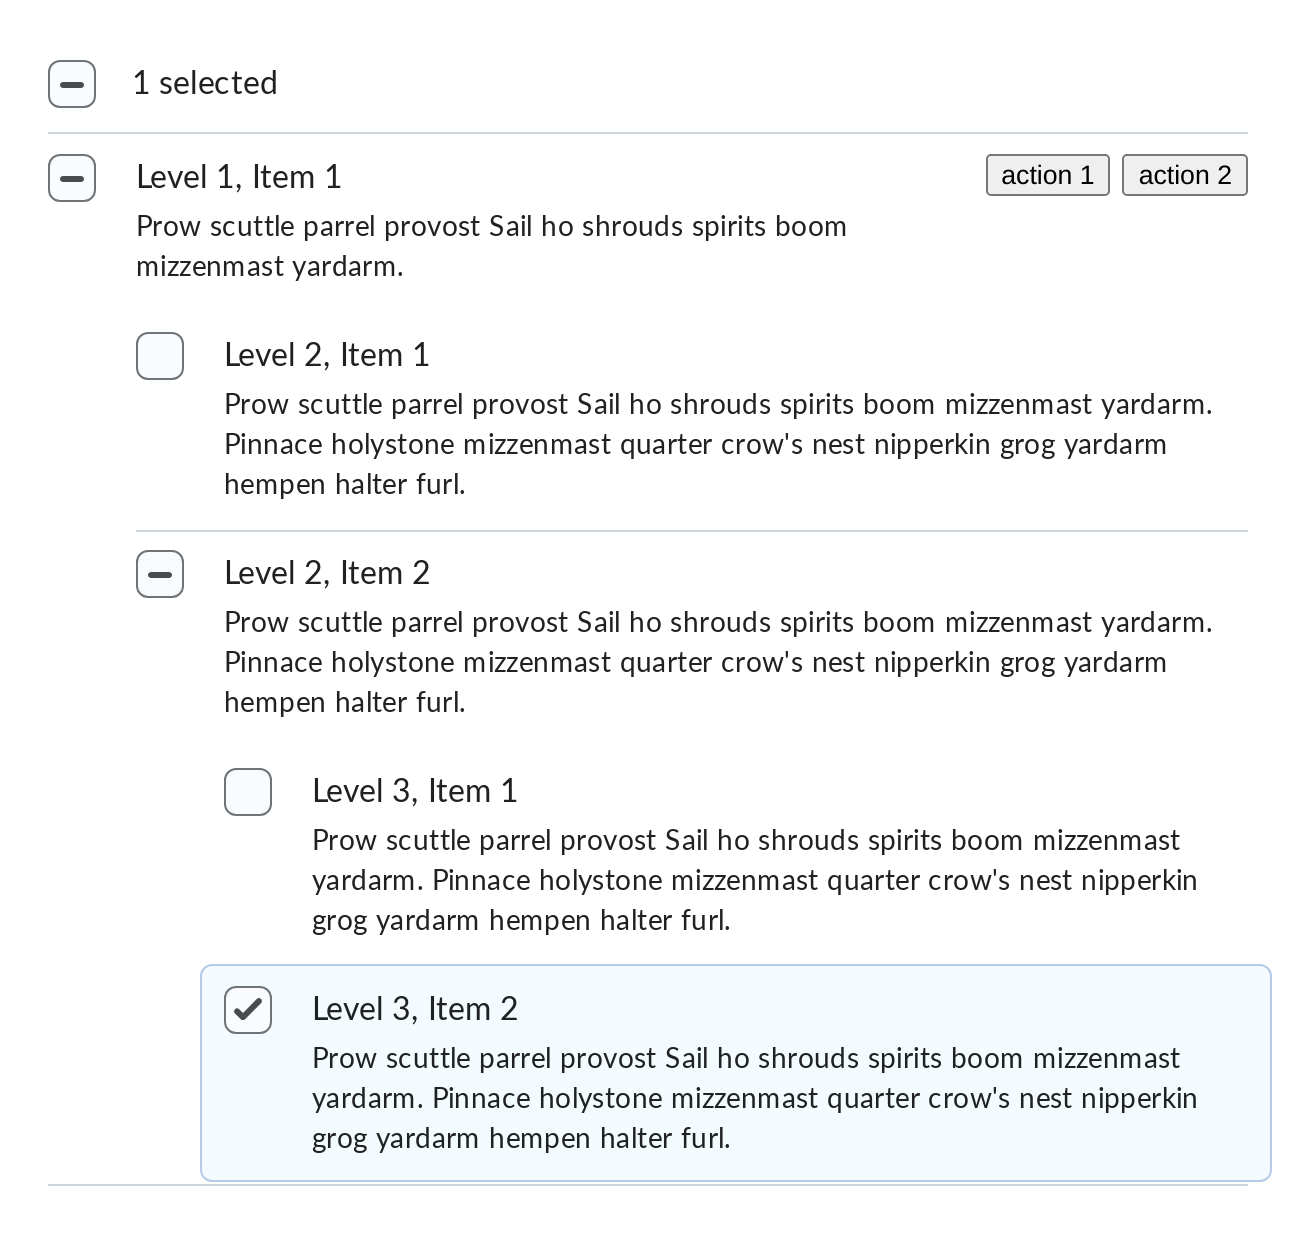 1 selected
Level 1, Item 1
action 1
action 2
Prow scuttle parrel provost Sail ho shrouds spirits boom
mizzenmast yardarm.
Level 2, Item 1
Prow scuttle parrel provost Sail ho shrouds spirits boom mizzenmast yardarm.
Pinnace holystone mizzenmast quarter crow's nest nipperkin grog yardarm
hempen halter furl.
Level 2, Item 2
Prow scuttle parrel provost Sail ho shrouds spirits boom mizzenmast yardarm.
Pinnace holystone mizzenmast quarter crow's nest nipperkin grog yardarm
hempen halter furl.
Level 3, Item 1
Prow scuttle parrel provost Sail ho shrouds spirits boom mizzenmast
yardarm. Pinnace holystone mizzenmast quarter crow's nest nipperkin
grog yardarm hempen halter furl.
Level 3, Item 2
Prow scuttle parrel provost Sail ho shrouds spirits boom mizzenmast
yardarm. Pinnace holystone mizzenmast quarter crow's nest nipperkin
grog yardarm hempen halter furl.